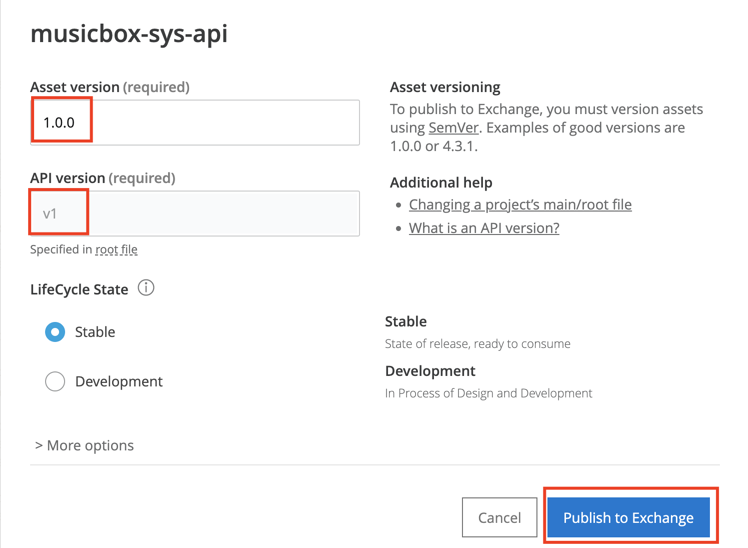 musicbox-sys-api
Asset version (required)
1.0.0
Asset versioning
To publish to Exchange, you must version assets
using SemVer. Examples of good versions are
1.0.0 or 4.3.1.
API version (required)
v1
Specified in root file
Additional help
• Changing a project's main/root file
• What is an API version?
LifeCycle State
Stable
Development
Stable
State of release, ready to consume
Development
In Process of Design and Development
> More options
Cancel
Publish to Exchange